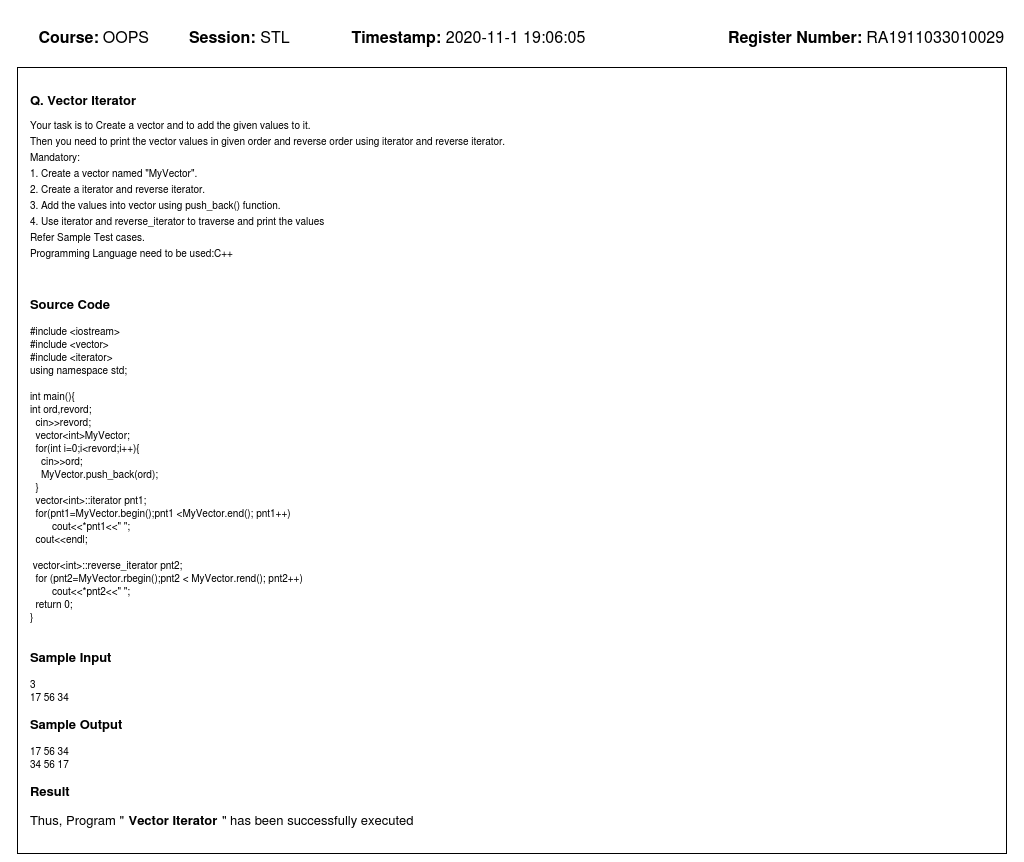 Course: OOPS Session: STL Timestamp: 2020-11-1 19:06:05 Register Number: RA1911033010029
Q. Vector Iterator
Your task is to Create a vector and to add the given values to it.
Then you need to print the vector values in given order and reverse order using iterator and reverse iterator.
Mandatory:
1. Create a vector named "MyVector".
2. Create a iterator and reverse iterator.
3. Add the values into vector using push_back() function.
4. Use iterator and reverse_iterator to traverse and print the values
Refer Sample Test cases.
Programming Language need to be used:C++
Source Code
#include <iostream>
#include <vector>
#include <iterator>
using namespace std;
int main(){
int ord,revord;
cin>>revord;
vector<int>MyVector;
for(int i=0;i<revord;i++){
cin>>ord;
MyVector.push_back(ord);
}
vector<int>::iterator pnt1;
for(pnt1=MyVector.begin();pnt1 <MyVector.end(); pnt1++)
cout<<*pnt1<<" ";
cout<<endl;
vector<int>::reverse_iterator pnt2;
for (pnt2=MyVector.rbegin();pnt2 < MyVector.rend(); pnt2++)
cout<<*pnt2<<" ";
return 0;
}
Sample Input
3
17 56 34
Sample Output
17 56 34
34 56 17
Result
Thus, Program " Vector Iterator " has been successfully executed